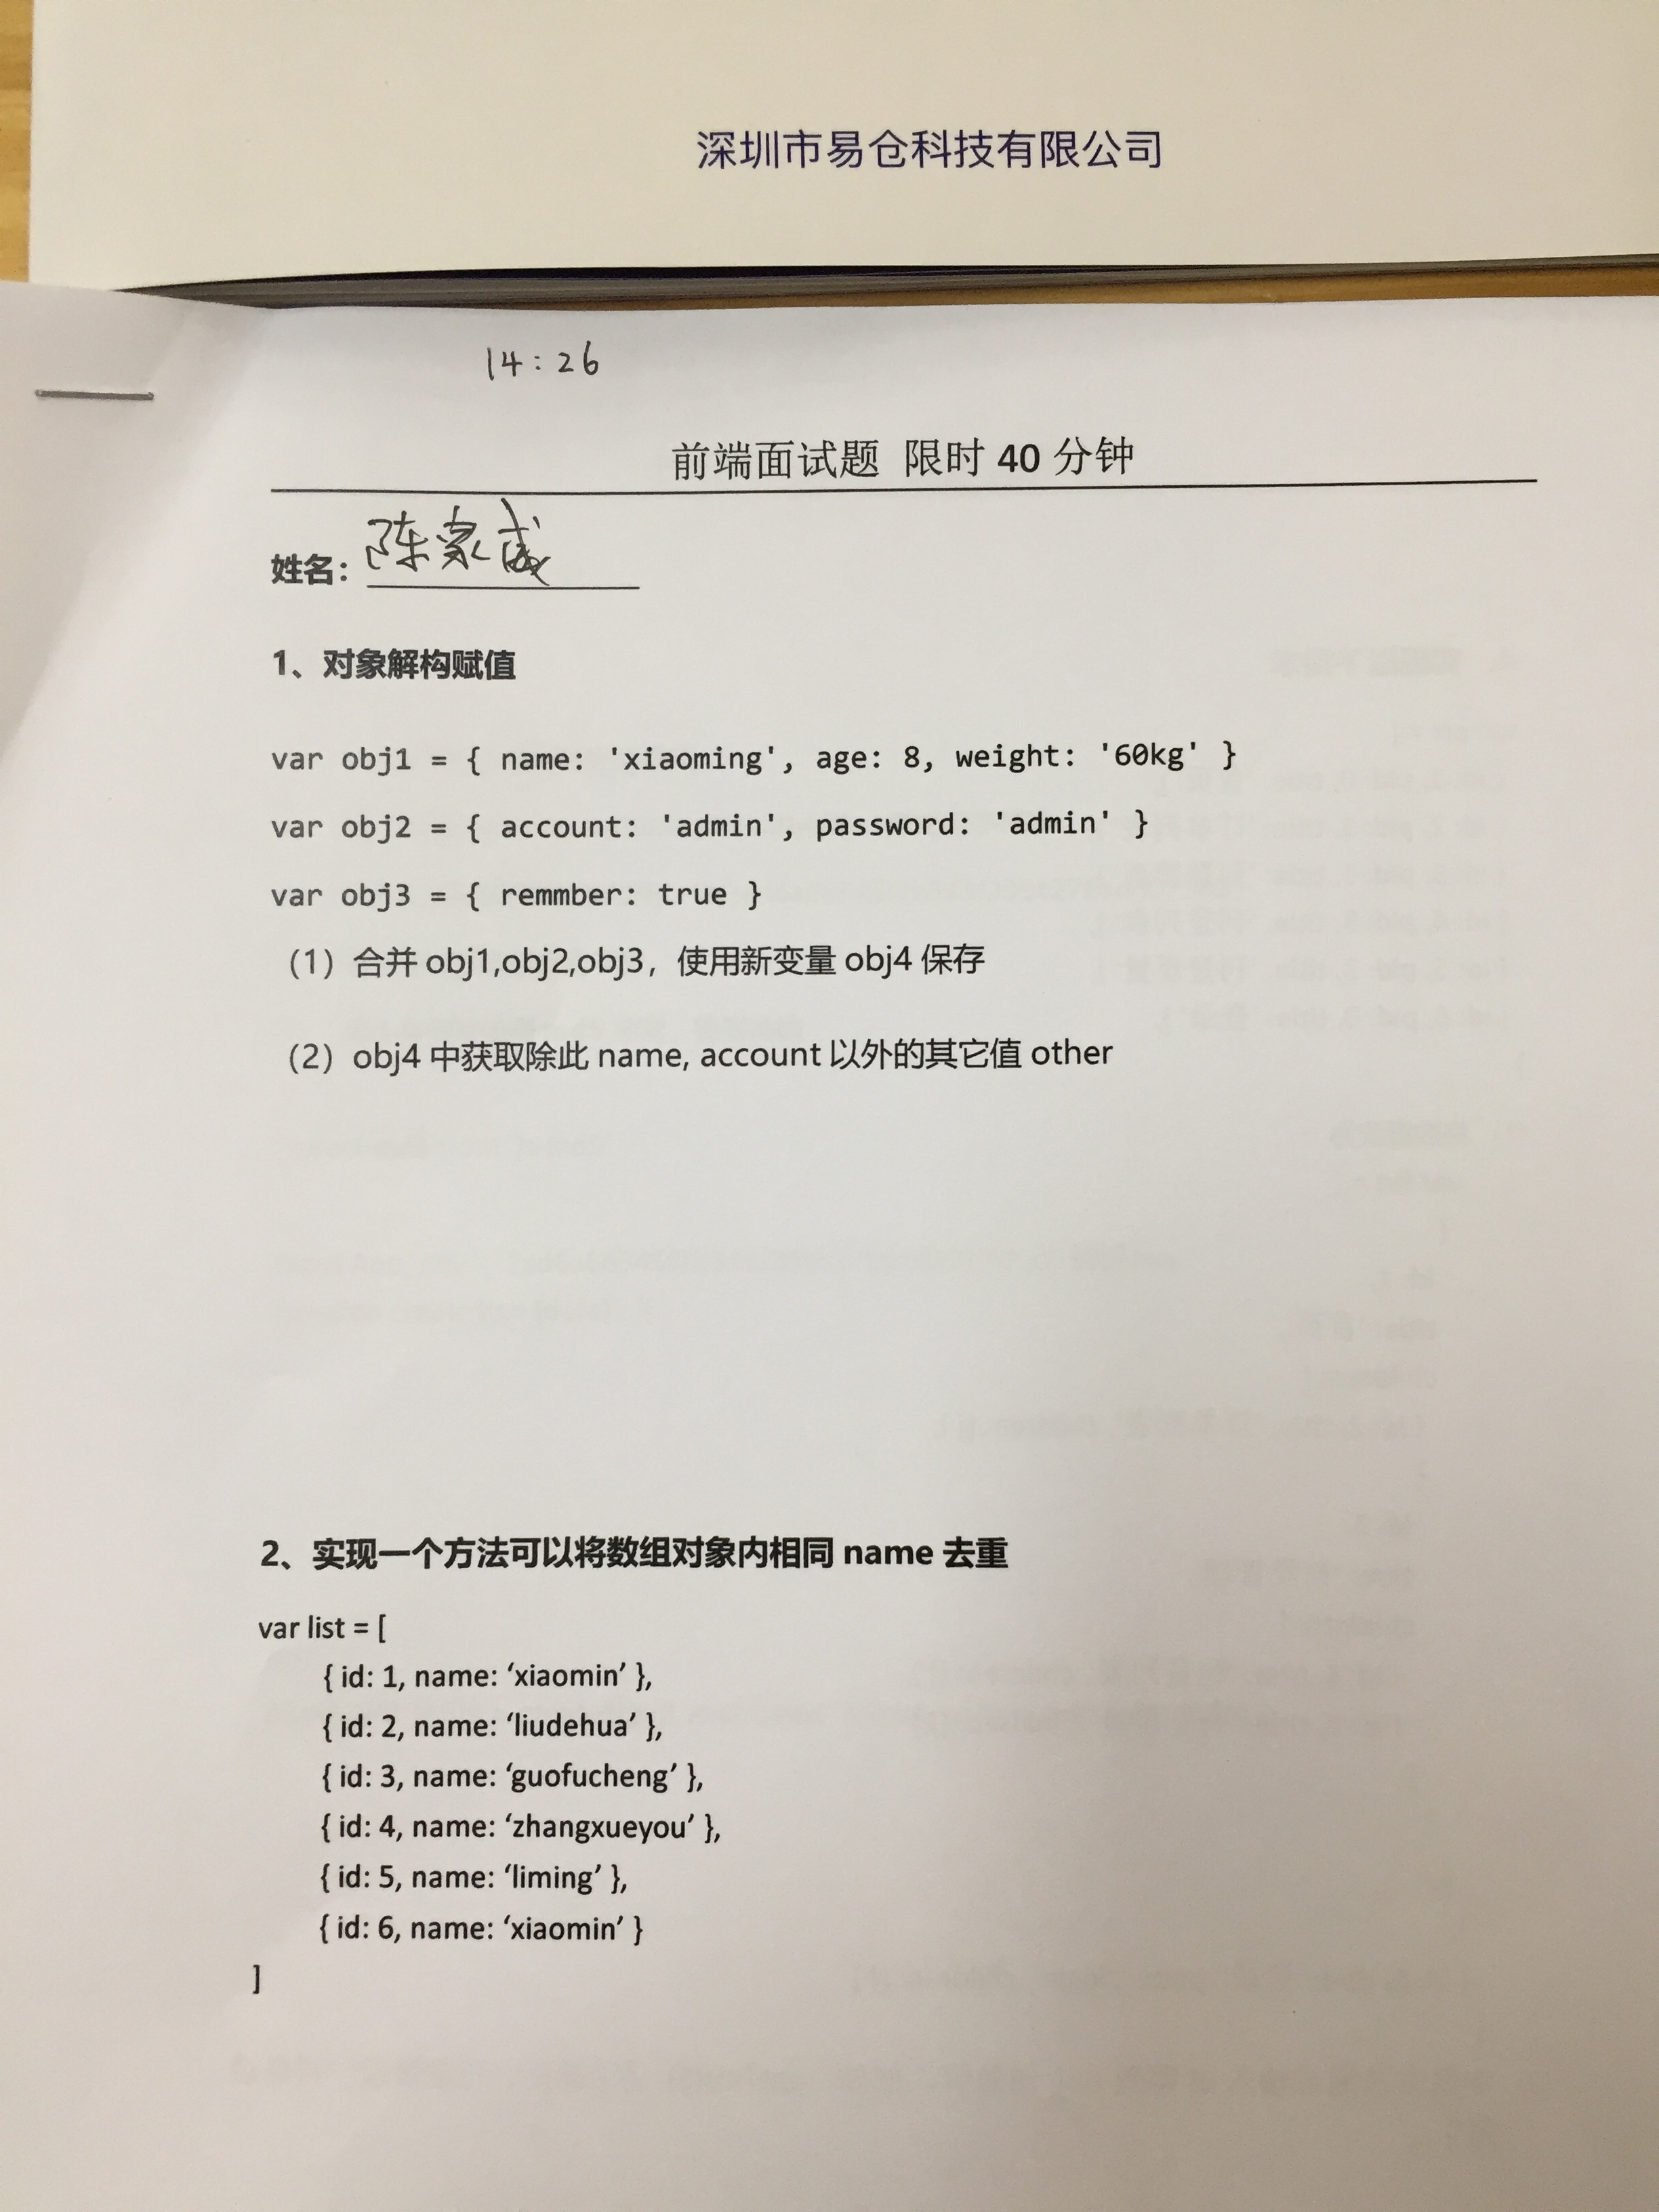 深圳市易仓科技有限公司
14:26
前端面试题 限时 40 分钟
姓名: 陈家威
1、对象解构赋值
var obj1 = { name: 'xiaoming', age: 8, weight: '60kg' }
var obj2 = { account: 'admin', password: 'admin' }
var obj3 = { remmber: true }
（1）合并 obj1,obj2,obj3，使用新变量 obj4 保存
（2）obj4 中获取除此 name, account 以外的其它值 other
2、实现一个方法可以将数组对象内相同 name 去重
var list = [
{ id: 1, name: ‘xiaomin’ },
{ id: 2, name: ‘liudehua’ },
{ id: 3, name: ‘guofucheng’ },
{ id: 4, name: ‘zhangxueyou’ },
{ id: 5, name: ‘liming’ },
{ id: 6, name: ‘xiaomin’ }
]